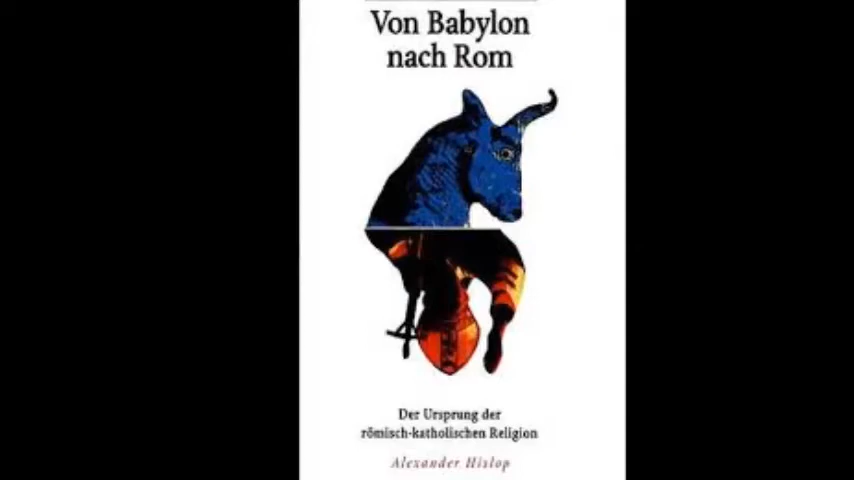 Von Babylon
nach Rom
Der Ursprung der
römisch-katholischen Religion
Alexander Hislop